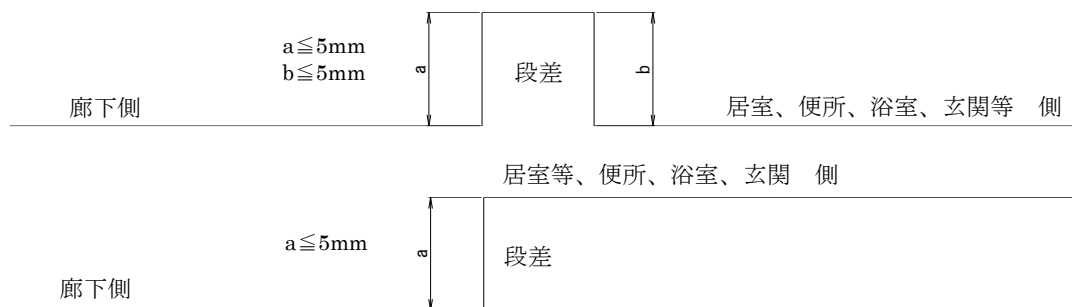 a≦5mm
b≦5mm
a
段差
b
廊下側
居室、便所、浴室、玄関等　側
居室等、便所、浴室、玄関　側
a≦5mm
a
段差
廊下側